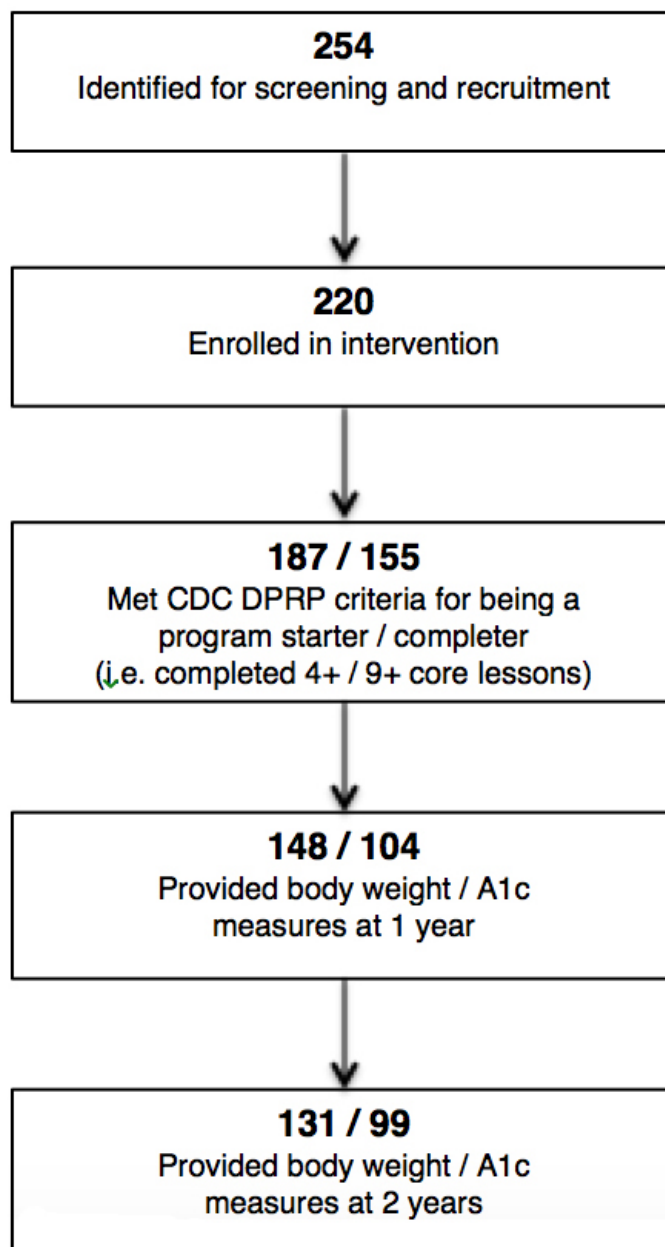 254
Identified for screening and recruitment
220
Enrolled in intervention
187 / 155
Met CDC DPRP criteria for being a
program starter / completer
(i.e. completed 4+ / 9+ core lessons)
148 / 104
Provided body weight / A1c
measures at 1 year
131 / 99
Provided body weight / A1c
measures at 2 years